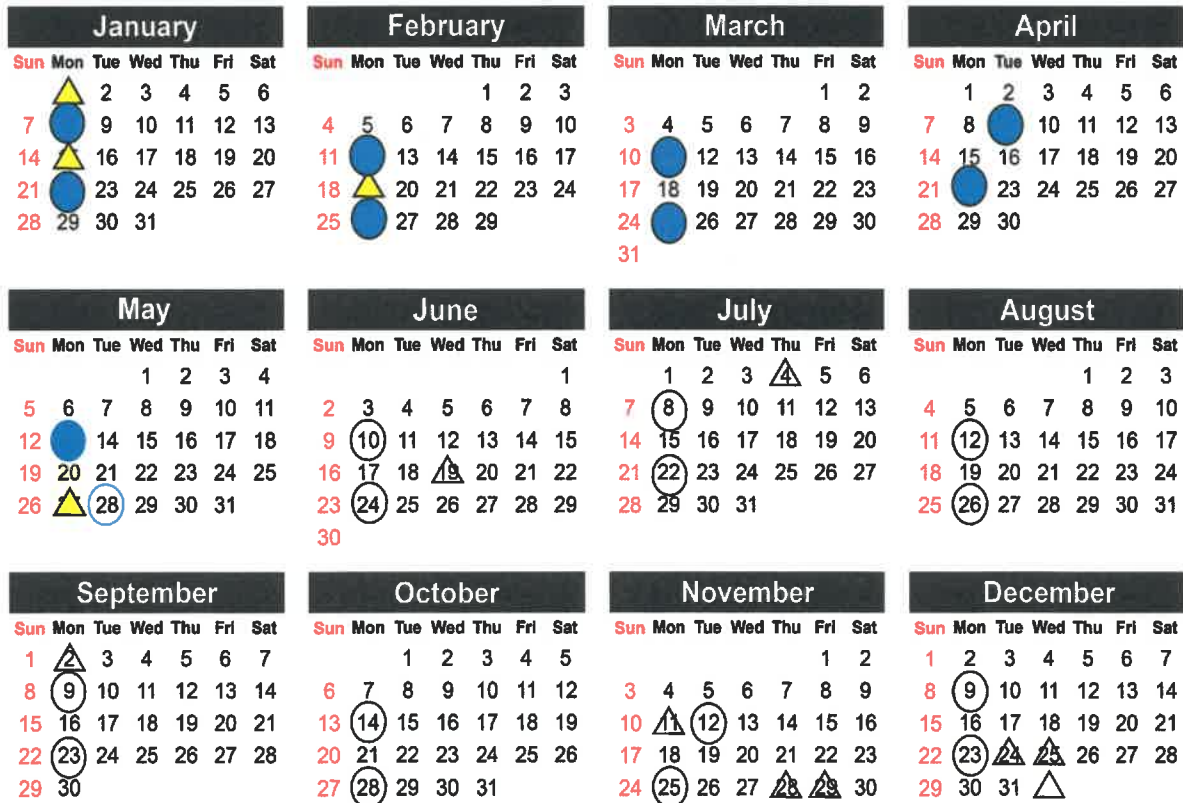 January
Sun Mon Tue Wed Thu Fri Sat
2 3 4 5 6
7 9 10 11 12 13
14 16 17 18 19 20
21 23 24 25 26 27
28 29 30 31
February
Sun Mon Tue Wed Thu Fri Sat
1 2 3
4 5 6 7 8 9 10
11 13 14 15 16 17
18 20 21 22 23 24
25 27 28 29
March
Sun Mon Tue Wed Thu Fri Sat
1 2
3 4 5 6 7 8 9
10 12 13 14 15 16
17 18 19 20 21 22 23
24 26 27 28 29 30
31
April
Sun Mon Tue Wed Thu Fri Sat
1 2 3 4 5 6
7 8 10 11 12 13
14 15 16 17 18 19 20
21 23 24 25 26 27
28 29 30
May
Sun Mon Tue Wed Thu Fri Sat
1 2 3 4
5 6 7 8 9 10 11
12 14 15 16 17 18
19 20 21 22 23 24 25
26 28 29 30 31
June
Sun Mon Tue Wed Thu Fri Sat
1
2 3 4 5 6 7 8
9 10 11 12 13 14 15
16 17 18 19 20 21 22
23 24 25 26 27 28 29
30
July
Sun Mon Tue Wed Thu Fri Sat
1 2 3 4 5 6
7 8 9 10 11 12 13
14 15 16 17 18 19 20
21 22 23 24 25 26 27
28 29 30 31
August
Sun Mon Tue Wed Thu Fri Sat
1 2 3
4 5 6 7 8 9 10
11 12 13 14 15 16 17
18 19 20 21 22 23 24
25 26 27 28 29 30 31
September
Sun Mon Tue Wed Thu Fri Sat
1 2 3 4 5 6 7
8 9 10 11 12 13 14
15 16 17 18 19 20 21
22 23 24 25 26 27 28
29 30
October
Sun Mon Tue Wed Thu Fri Sat
1 2 3 4 5
6 7 8 9 10 11 12
13 14 15 16 17 18 19
20 21 22 23 24 25 26
27 28 29 30 31
November
Sun Mon Tue Wed Thu Fri Sat
1 2
3 4 5 6 7 8 9
10 11 12 13 14 15 16
17 18 19 20 21 22 23
24 25 26 27 28 29 30
December
Sun Mon Tue Wed Thu Fri Sat
1 2 3 4 5 6 7
8 9 10 11 12 13 14
15 16 17 18 19 20 21
22 23 24 25 26 27 28
29 30 31